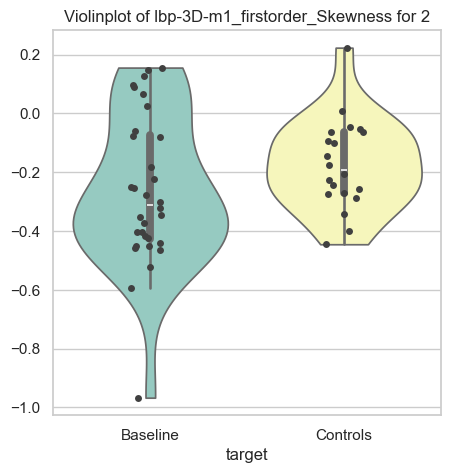 Violinplot of lbp-3D-m1_firstorder_Skewness for 2
0.2
0.0
−0.2
−0.4
−0.6
−0.8
−1.0
Baseline
Controls
target